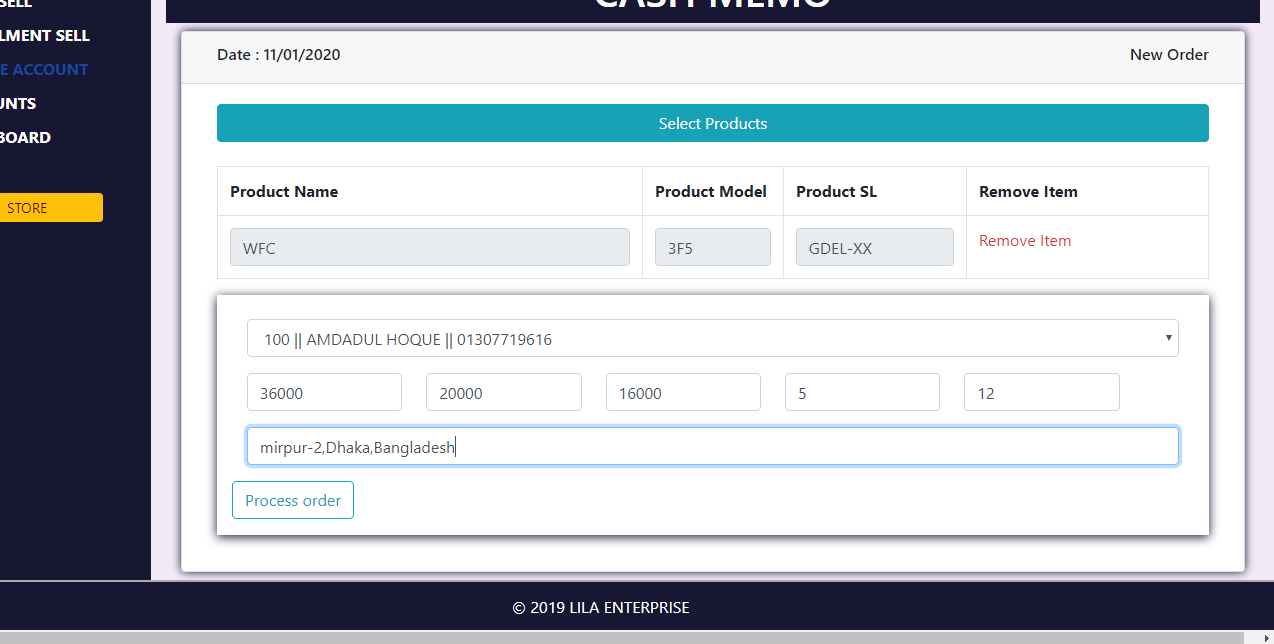 CASH MEMO
SELL
LMENT SELL
E ACCOUNT
UNTS
BOARD
STORE
Date : 11/01/2020
New Order
Select Products
Product Name Product Model Product SL Remove Item
WFC 3F5 GDEL-XX Remove Item
100 || AMDADUL HOQUE || 01307719616
36000 20000 16000 5 12
mirpur-2,Dhaka,Bangladesh
Process order
© 2019 LILA ENTERPRISE